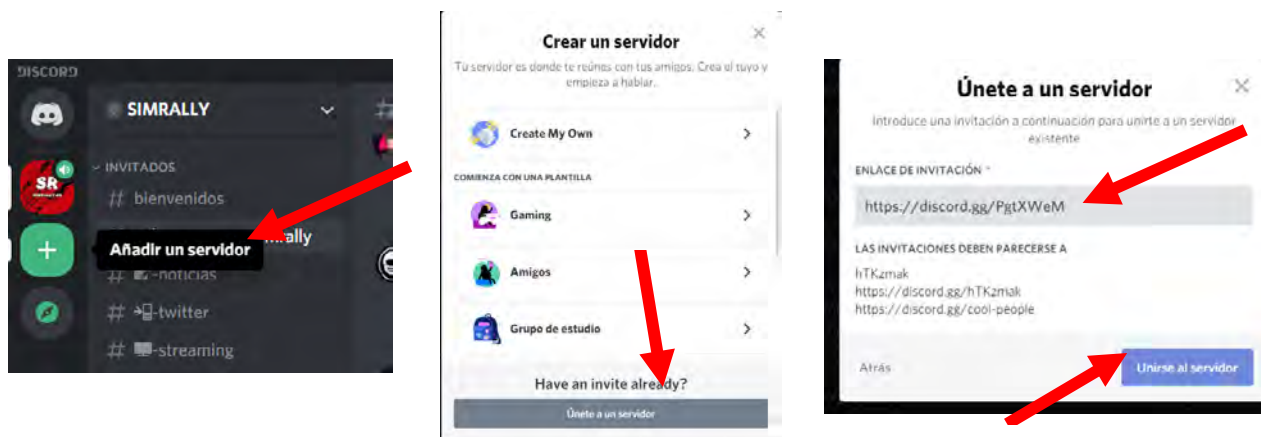 DISCORD
SIMRALLY
INVITADOS
SR
# bienvenidos
Añadir un servidor
mrally
# -noticias
# -twitter
# -streaming
Crear un servidor
Tu servidor es donde te reúnes con tus amigos. Crea el tuyo y
empieza a hablar.
Create My Own
COMIENZA CON UNA PLANTILLA
Gaming
Amigos
Grupo de estudio
Have an invite already?
Únete a un servidor
Únete a un servidor
Introduce una invitación a continuación para unirte a un servidor
existente
ENLACE DE INVITACIÓN *
https://discord.gg/PgtXWeM
LAS INVITACIONES DEBEN PARECERSE A
hTKzmak
https://discord.gg/hTKzmak
https://discord.gg/cool-people
Atrás
Unirse al servidor